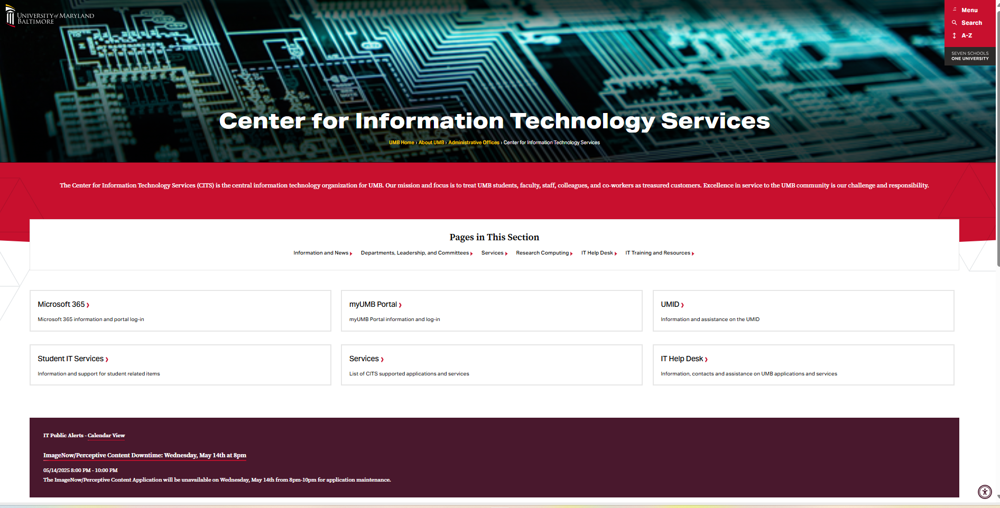 UNIVERSITY of MARYLAND
BALTIMORE
Menu
Search
A-Z
SEVEN SCHOOLS
ONE UNIVERSITY
Center for Information Technology Services
UMB Home › About UMB › Administrative Offices › Center for Information Technology Services
The Center for Information Technology Services (CITS) is the central information technology organization for UMB. Our mission and focus is to treat UMB students, faculty, staff, colleagues, and co-workers as treasured customers. Excellence in service to the UMB community is our challenge and responsibility.
Pages in This Section
Information and News Departments, Leadership, and Committees Services Research Computing IT Help Desk IT Training and Resources
Microsoft 365
Microsoft 365 information and portal log-in
myUMB Portal
myUMB Portal information and log-in
UMID
Information and assistance on the UMID
Student IT Services
Information and support for student related items
Services
List of CITS supported applications and services
IT Help Desk
Information, contacts and assistance on UMB applications and services
IT Public Alerts - Calendar View
ImageNow/Perceptive Content Downtime: Wednesday, May 14th at 8pm
05/14/2025 8:00 PM - 10:00 PM
The ImageNow/Perceptive Content Application will be unavailable on Wednesday, May 14th from 8pm-10pm for application maintenance.